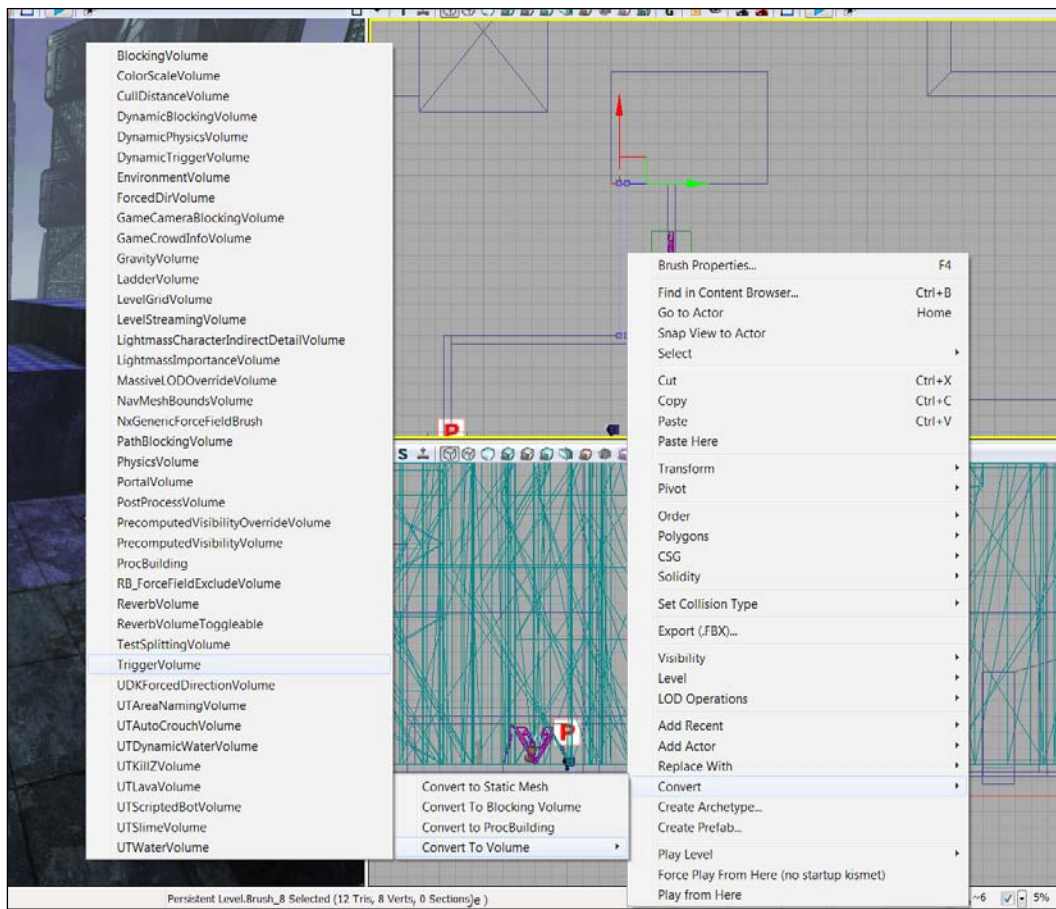 BlockingVolume
ColorScaleVolume
CullDistanceVolume
DynamicBlockingVolume
DynamicPhysicsVolume
DynamicTriggerVolume
EnvironmentVolume
ForcedDirVolume
GameCameraBlockingVolume
GameCrowdInfoVolume
GravityVolume
LadderVolume
LevelGridVolume
LevelStreamingVolume
LightmassCharacterIndirectDetailVolume
LightmassImportanceVolume
MassiveLODOverrideVolume
NavMeshBoundsVolume
NxGenericForceFieldBrush
PathBlockingVolume
PhysicsVolume
PortalVolume
PostProcessVolume
PrecomputedVisibilityOverrideVolume
PrecomputedVisibilityVolume
ProcBuilding
RB_ForceFieldExcludeVolume
ReverbVolume
ReverbVolumeToggleable
TestSplittingVolume
TriggerVolume
UDKForcedDirectionVolume
UTAreaNamingVolume
UTAutoCrouchVolume
UTDynamicWaterVolume
UTKillZVolume
UTLavaVolume
UTScriptedBotVolume
UTSlimeVolume
UTWaterVolume
P
S
P
Convert to Static Mesh
Convert To Blocking Volume
Convert to ProcBuilding
Convert To Volume
Brush Properties... F4
Find in Content Browser... Ctrl+B
Go to Actor Home
Snap View to Actor
Select
Cut Ctrl+X
Copy Ctrl+C
Paste Ctrl+V
Paste Here
Transform
Pivot
Order
Polygons
CSG
Solidity
Set Collision Type
Export (.FBX)...
Visibility
Level
LOD Operations
Add Recent
Add Actor
Replace With
Convert
Create Archetype...
Create Prefab...
Play Level
Force Play From Here (no startup kismet)
Play from Here
Persistent Level.Brush_8 Selected (12 Tris, 8 Verts, 0 Sections)e )
~6 5%